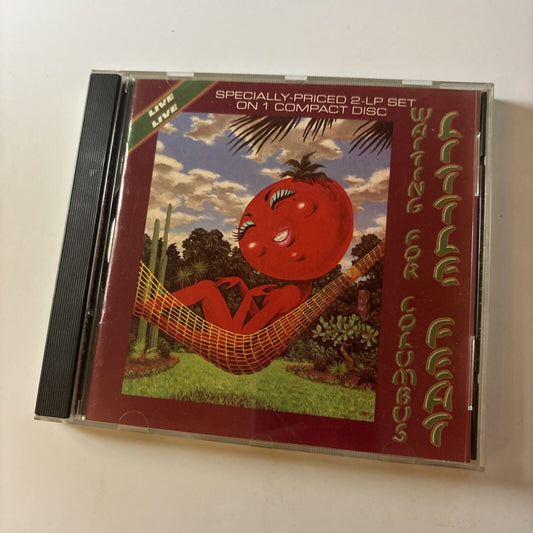 LIVE
LIVE
SPECIALLY-PRICED 2-LP SET
ON 1 COMPACT DISC
LITTLE FEAT
WAITING FOR COLUMBUS